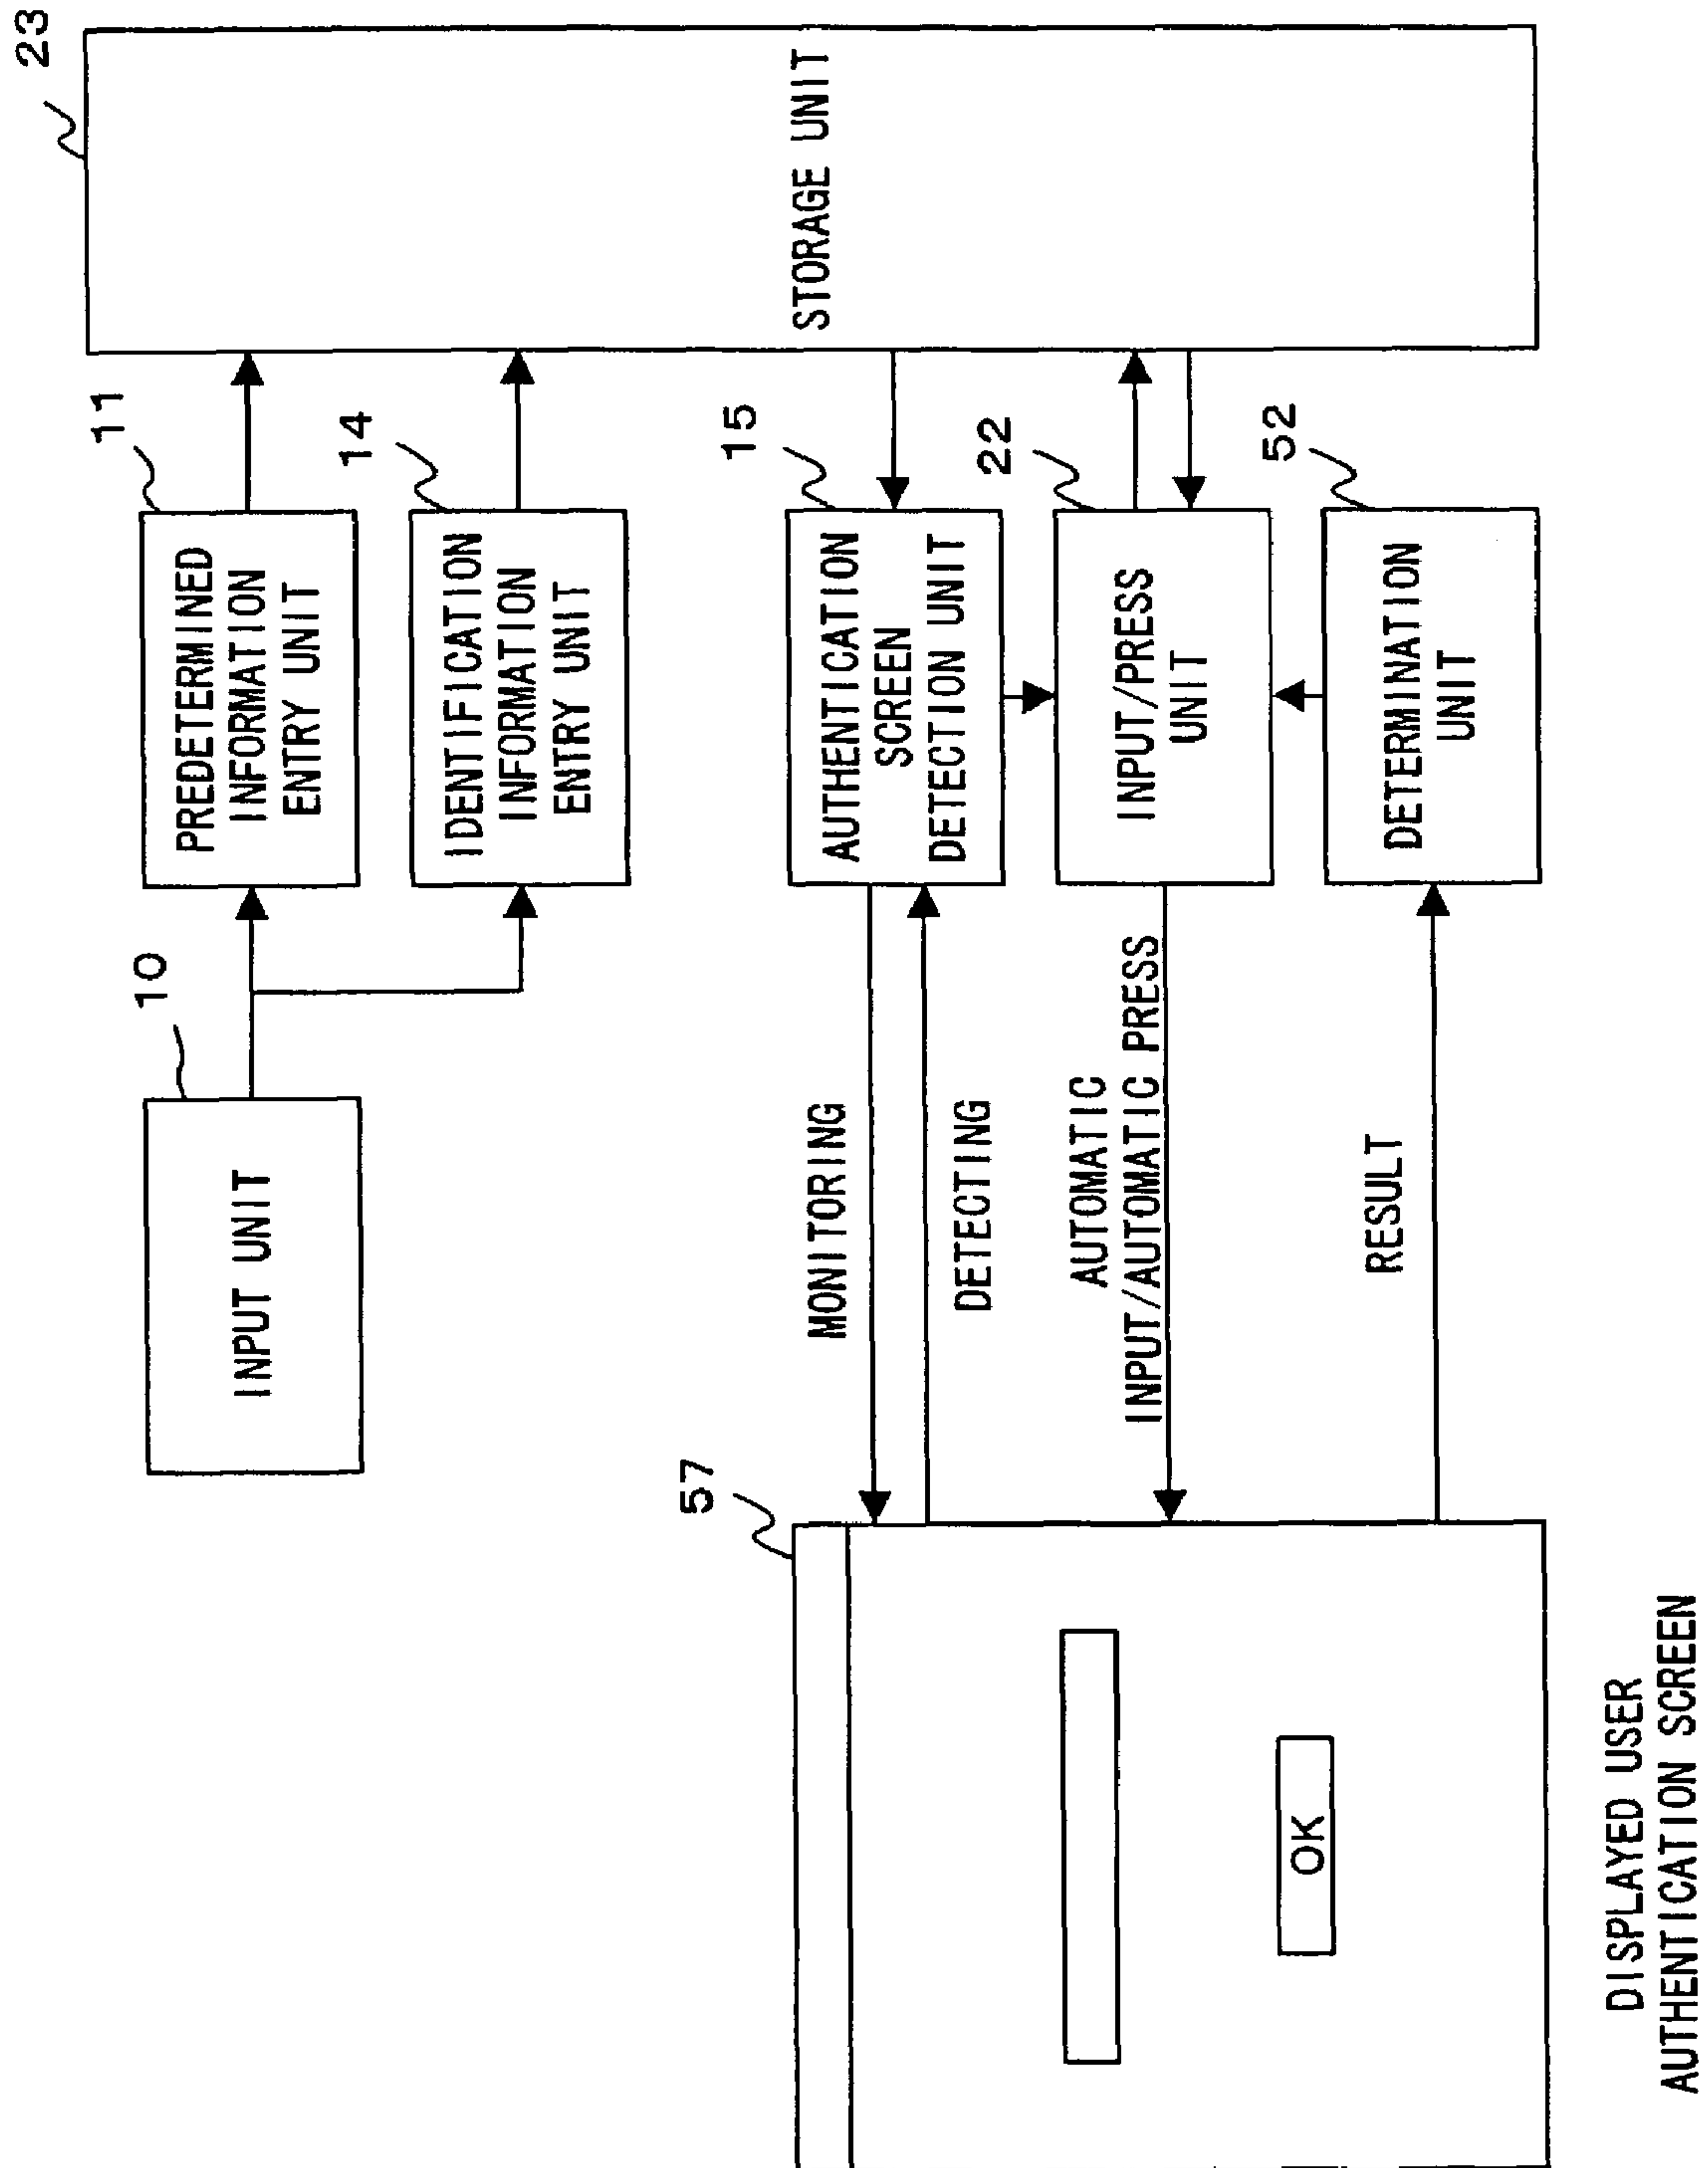 23
STORAGE UNIT
11
PREDETERMINED
INFORMATION
ENTRY UNIT
14
IDENTIFICATION
INFORMATION
ENTRY UNIT
15
AUTHENTICATION
SCREEN
DETECTION UNIT
22
INPUT/PRESS
UNIT
52
DETERMINATION
UNIT
10
INPUT UNIT
MONITORING
DETECTING
AUTOMATIC
INPUT/AUTOMATIC PRESS
RESULT
57
OK
DISPLAYED USER
AUTHENTICATION SCREEN